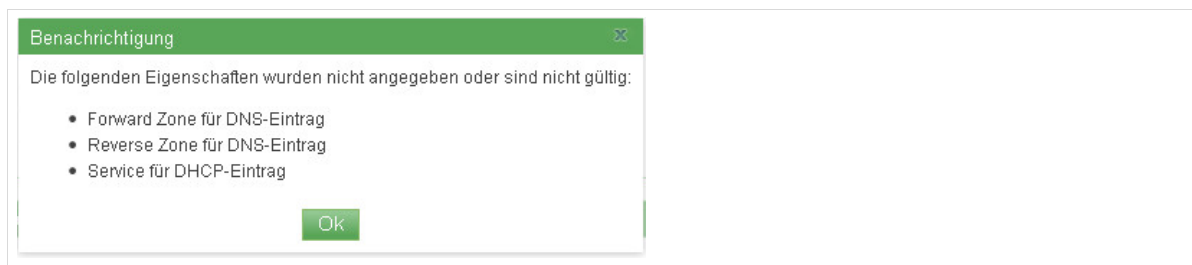 Benachrichtigung
Die folgenden Eigenschaften wurden nicht angegeben oder sind nicht gültig:
Forward Zone für DNS-Eintrag
Reverse Zone für DNS-Eintrag
Service für DHCP-Eintrag
Ok